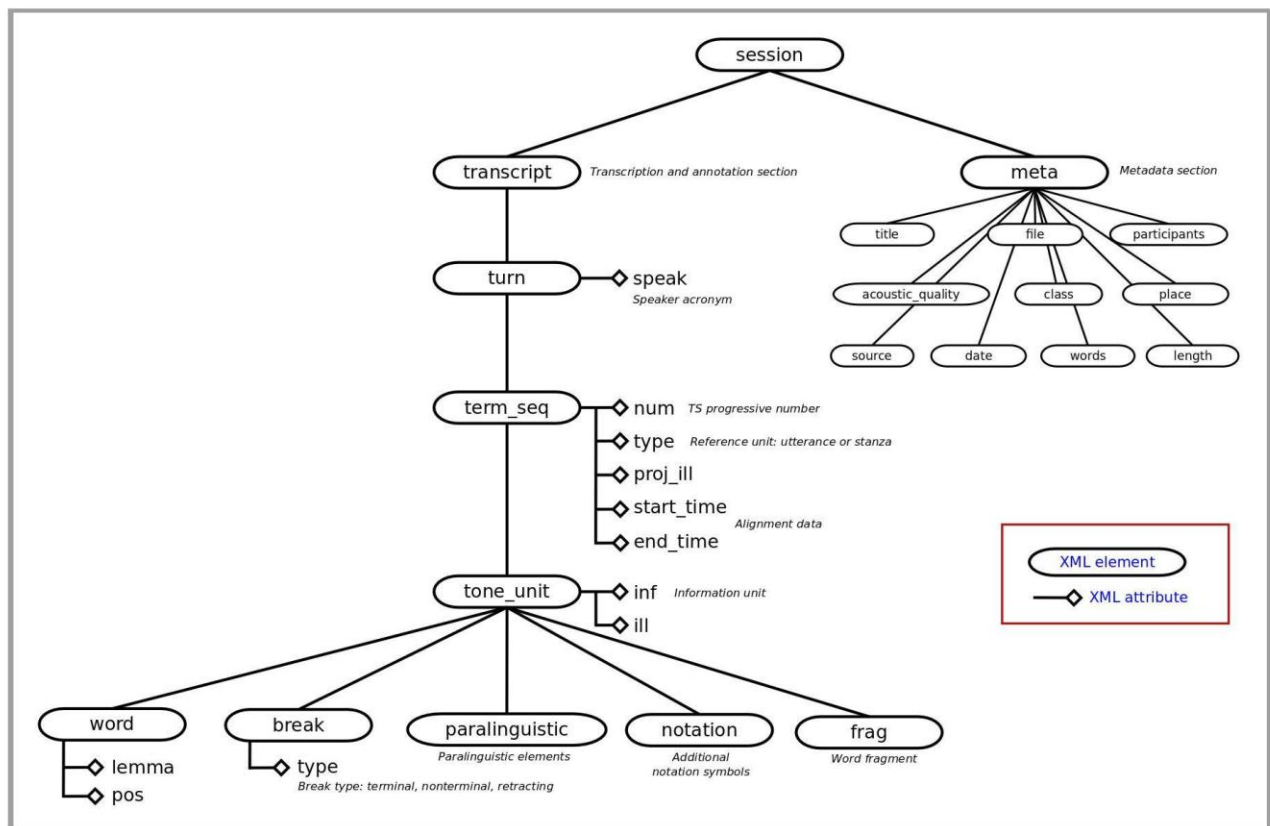 session
transcript
Transcription and annotation section
meta
Metadada section
title
file
participants
turn
speak
Speaker acronym
acoustic_quality
class
place
source
date
words
length
term_seq
num
TS progressive number
type
Reference unit: utterance or stanza
proj_ill
start_time
Alignment data
end_time
XML element
XML attribute
tone_unit
inf
Information unit
ill
word
break
paralinguistic
notation
frag
lemma
pos
type
Break type: terminal, nonterminal, retracting
Paralinguistic elements
Additional
notation symbols
Word fragment